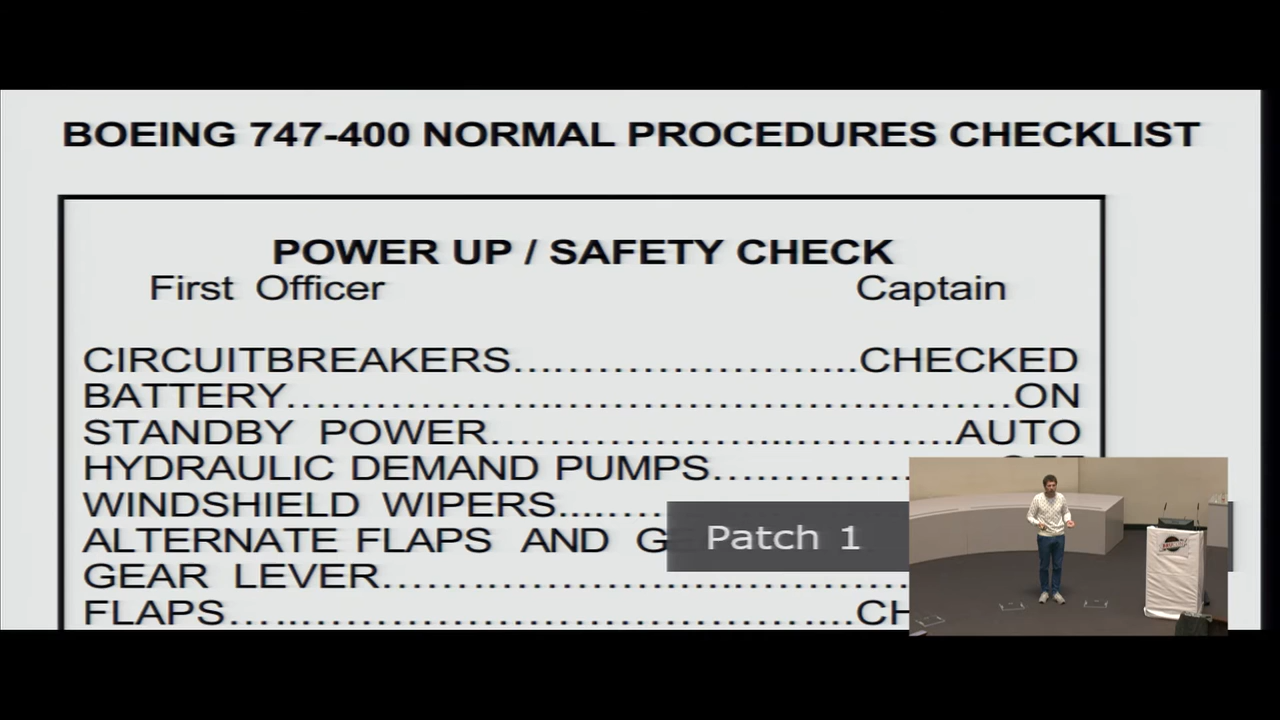 BOEING 747-400 NORMAL PROCEDURES CHECKLIST
POWER UP / SAFETY CHECK
First Officer Captain
CIRCUITBREAKERS........................CHECKED
BATTERY..................................................ON
STANDBY POWER................................AUTO
HYDRAULIC DEMAND PUMPS..............
WINDSHIELD WIPERS.........
ALTERNATE FLAPS AND
GEAR LEVER....................................
FLAPS...........................................
Patch 1